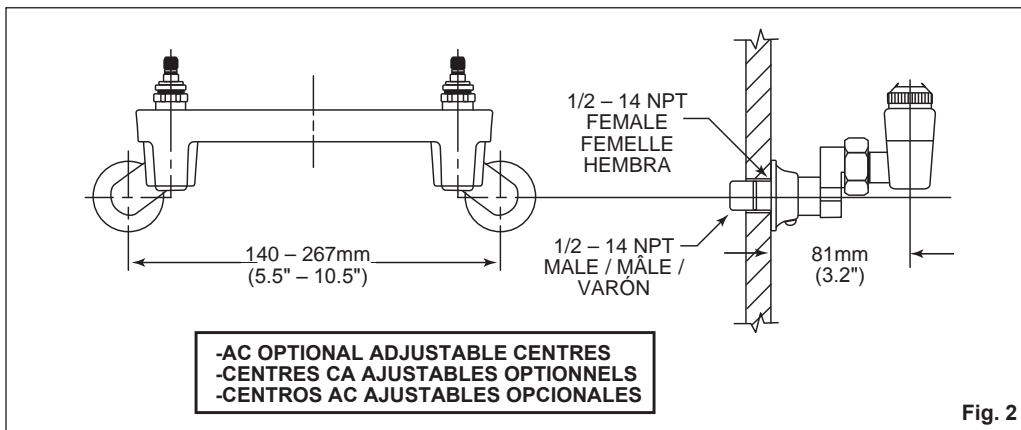 1/2 – 14 NPT
FEMALE
FEMELLE
HEMBRA
140 – 267mm
(5.5" – 10.5")
1/2 – 14 NPT
MALE / MÂLE /
VARÓN
81mm
(3.2")
-AC OPTIONAL ADJUSTABLE CENTRES
-CENTRES CA AJUSTABLES OPTIONNELS
-CENTROS AC AJUSTABLES OPCIONALES
Fig. 2